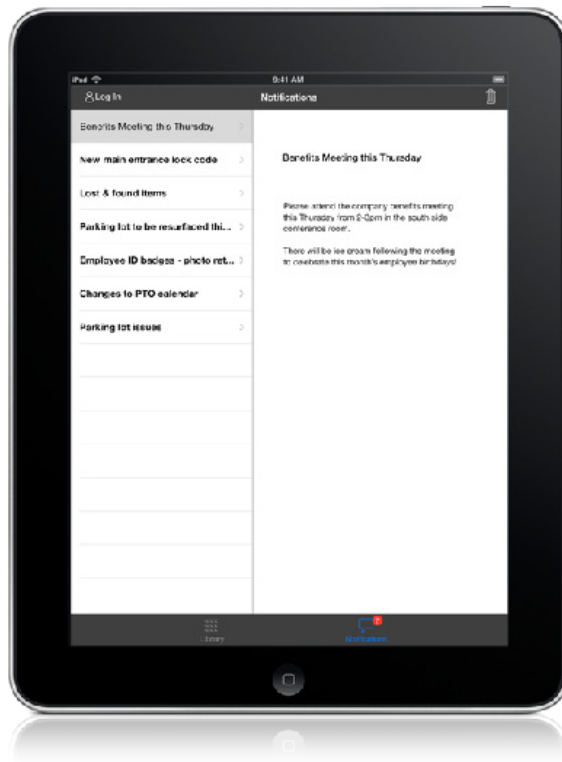 iPad 9:41 AM
Log In Notifications
Benefits Meeting this Thursday
New main entrance lock code
Lost & found items
Parking lot to be resurfaced thi...
Employee ID badges - photo ret...
Changes to PTO calendar
Parking lot issues
Benefits Meeting this Thursday
Please attend the company benefits meeting
this Thursday from 2-3pm in the south side
conference room.
There will be ice cream following the meeting
to celebrate this month's employee birthdays!
Library Notifications